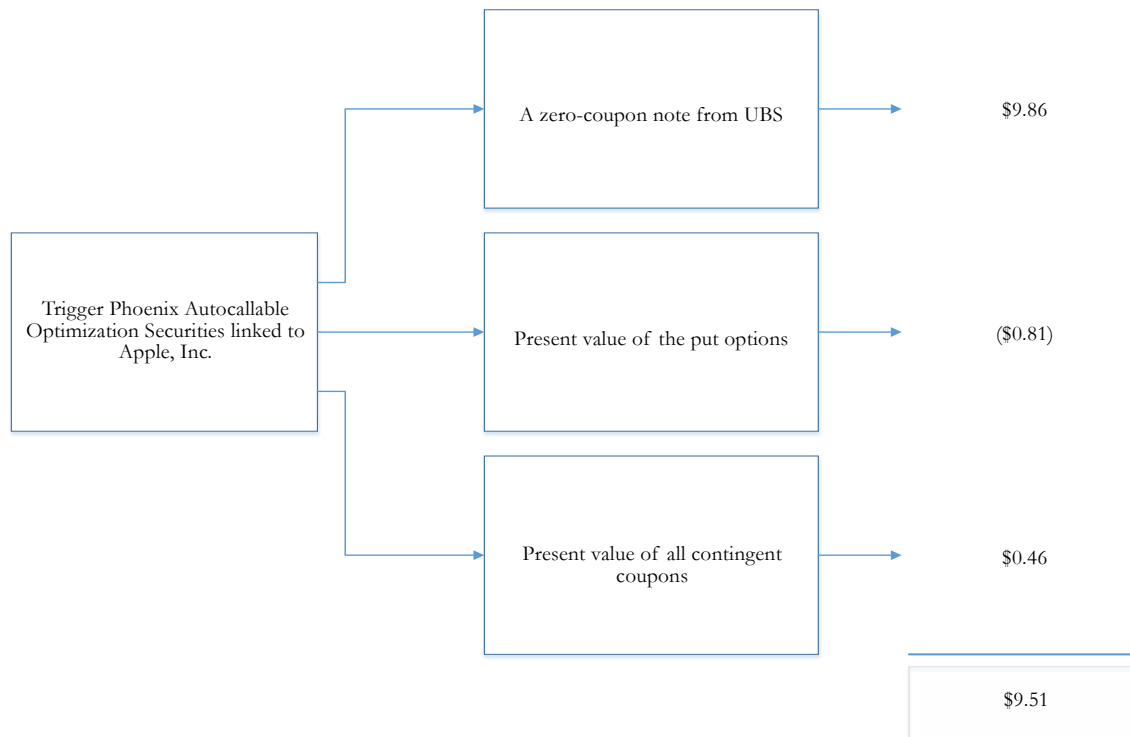 A zero-coupon note from UBS
$9.86
Trigger Phoenix Autocallable
Optimization Securities linked to
Apple, Inc.
Present value of the put options
($0.81)
Present value of all contingent
coupons
$0.46
$9.51